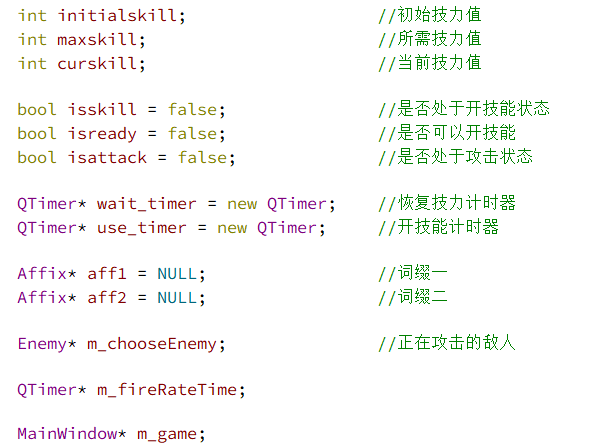 int initialskill; //初始技力值
int maxskill; //所需技力值
int curskill; //当前技力值
bool isskill = false; //是否处于开技能状态
bool isready = false; //是否可以开技能
bool isattack = false; //是否处于攻击状态
QTimer* wait_timer = new QTimer; //恢复技力计时器
QTimer* use_timer = new QTimer; //开技能计时器
Affix* aff1 = NULL; //词缀一
Affix* aff2 = NULL; //词缀二
Enemy* m_chooseEnemy; //正在攻击的敌人
QTimer* m_fireRateTime;
MainWindow* m_game;